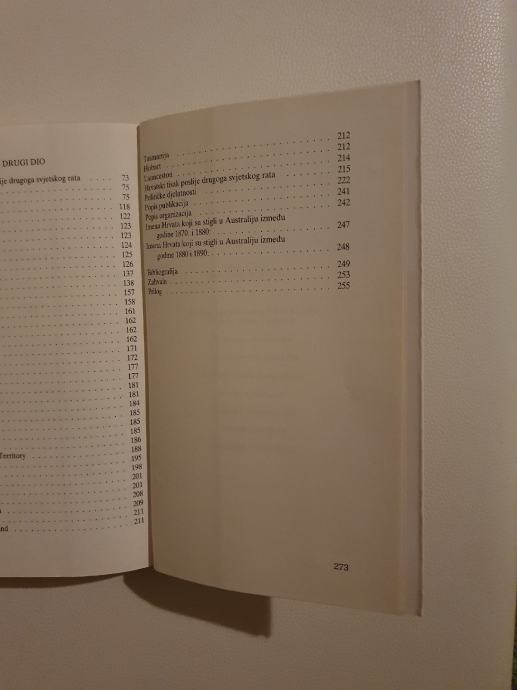 DRUGI DIO
lije drugoga svjetskog rata . . . . 73
75
75
118
122
123
123
124
125
126
137
138
157
158
161
162
162
162
171
172
177
177
181
181
184
185
185
185
186
188
Territory . . . . 195
198
201
201
208
209
211
nd . . . . 211
Tasmanija . . . . 212
Hobart . . . . 212
Launceston . . . . 214
Hrvatski tisak poslije drugoga svjetskog rata . . . . 215
Političke djelatnosti . . . . 222
Popis publikacija . . . . 241
Popis organizacija . . . . 242
Imena Hrvata koji su stigli u Australiju između
godine 1870. i 1880. . . . . 247
Imena Hrvata koji su stigli u Australiju između
godine 1880 i 1890. . . . . 248
Bibliografija . . . . 249
Zahvala . . . . 253
Prilog . . . . 255
273